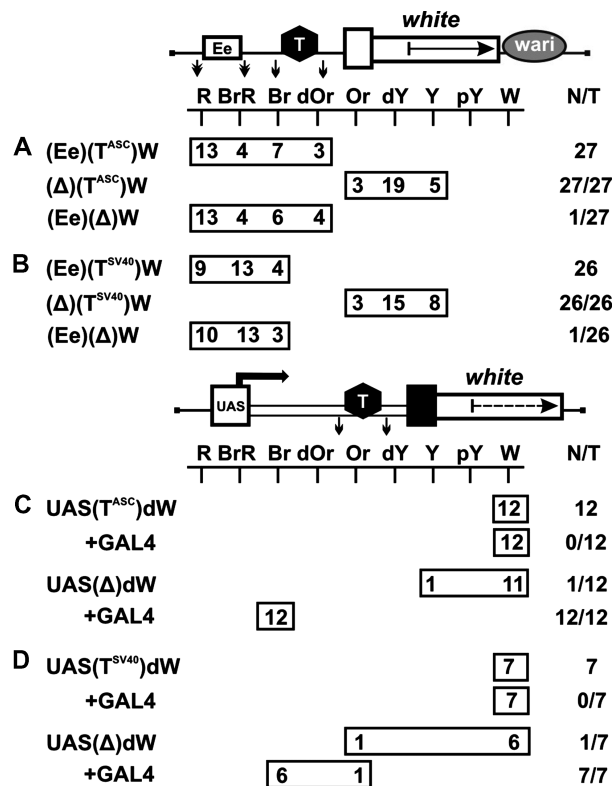 white
Ee T wari
R BrR Br dOr Or dY Y pY W N/T
A (Ee)(T^ASC)W 13 4 7 3 27
(Δ)(T^ASC)W 3 19 5 27/27
(Ee)(Δ)W 13 4 6 4 1/27
B (Ee)(T^SV40)W 9 13 4 26
(Δ)(T^SV40)W 3 15 8 26/26
(Ee)(Δ)W 10 13 3 1/26
white
UAS T
R BrR Br dOr Or dY Y pY W N/T
C UAS(T^ASC)dW 12 12
+GAL4 12 0/12
UAS(Δ)dW 1 11 1/12
+GAL4 12 12/12
D UAS(T^SV40)dW 7 7
+GAL4 7 0/7
UAS(Δ)dW 1 6 1/7
+GAL4 6 1 7/7